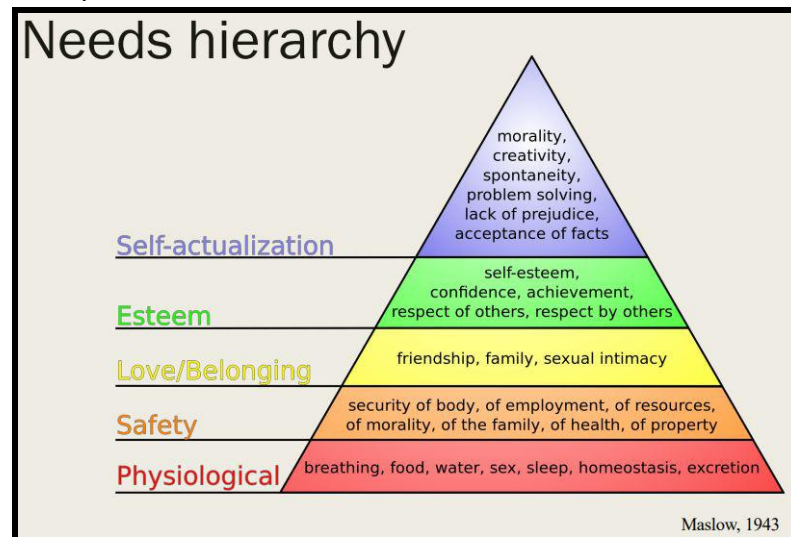 Needs hierarchy
morality,
creativity,
spontaneity,
problem solving,
lack of prejudice,
acceptance of facts
Self-actualization
self-esteem,
confidence, achievement,
respect of others, respect by others
Esteem
friendship, family, sexual intimacy
Love/Belonging
security of body, of employment, of resources,
of morality, of the family, of health, of property
Safety
breathing, food, water, sex, sleep, homeostasis, excretion
Physiological
Maslow, 1943